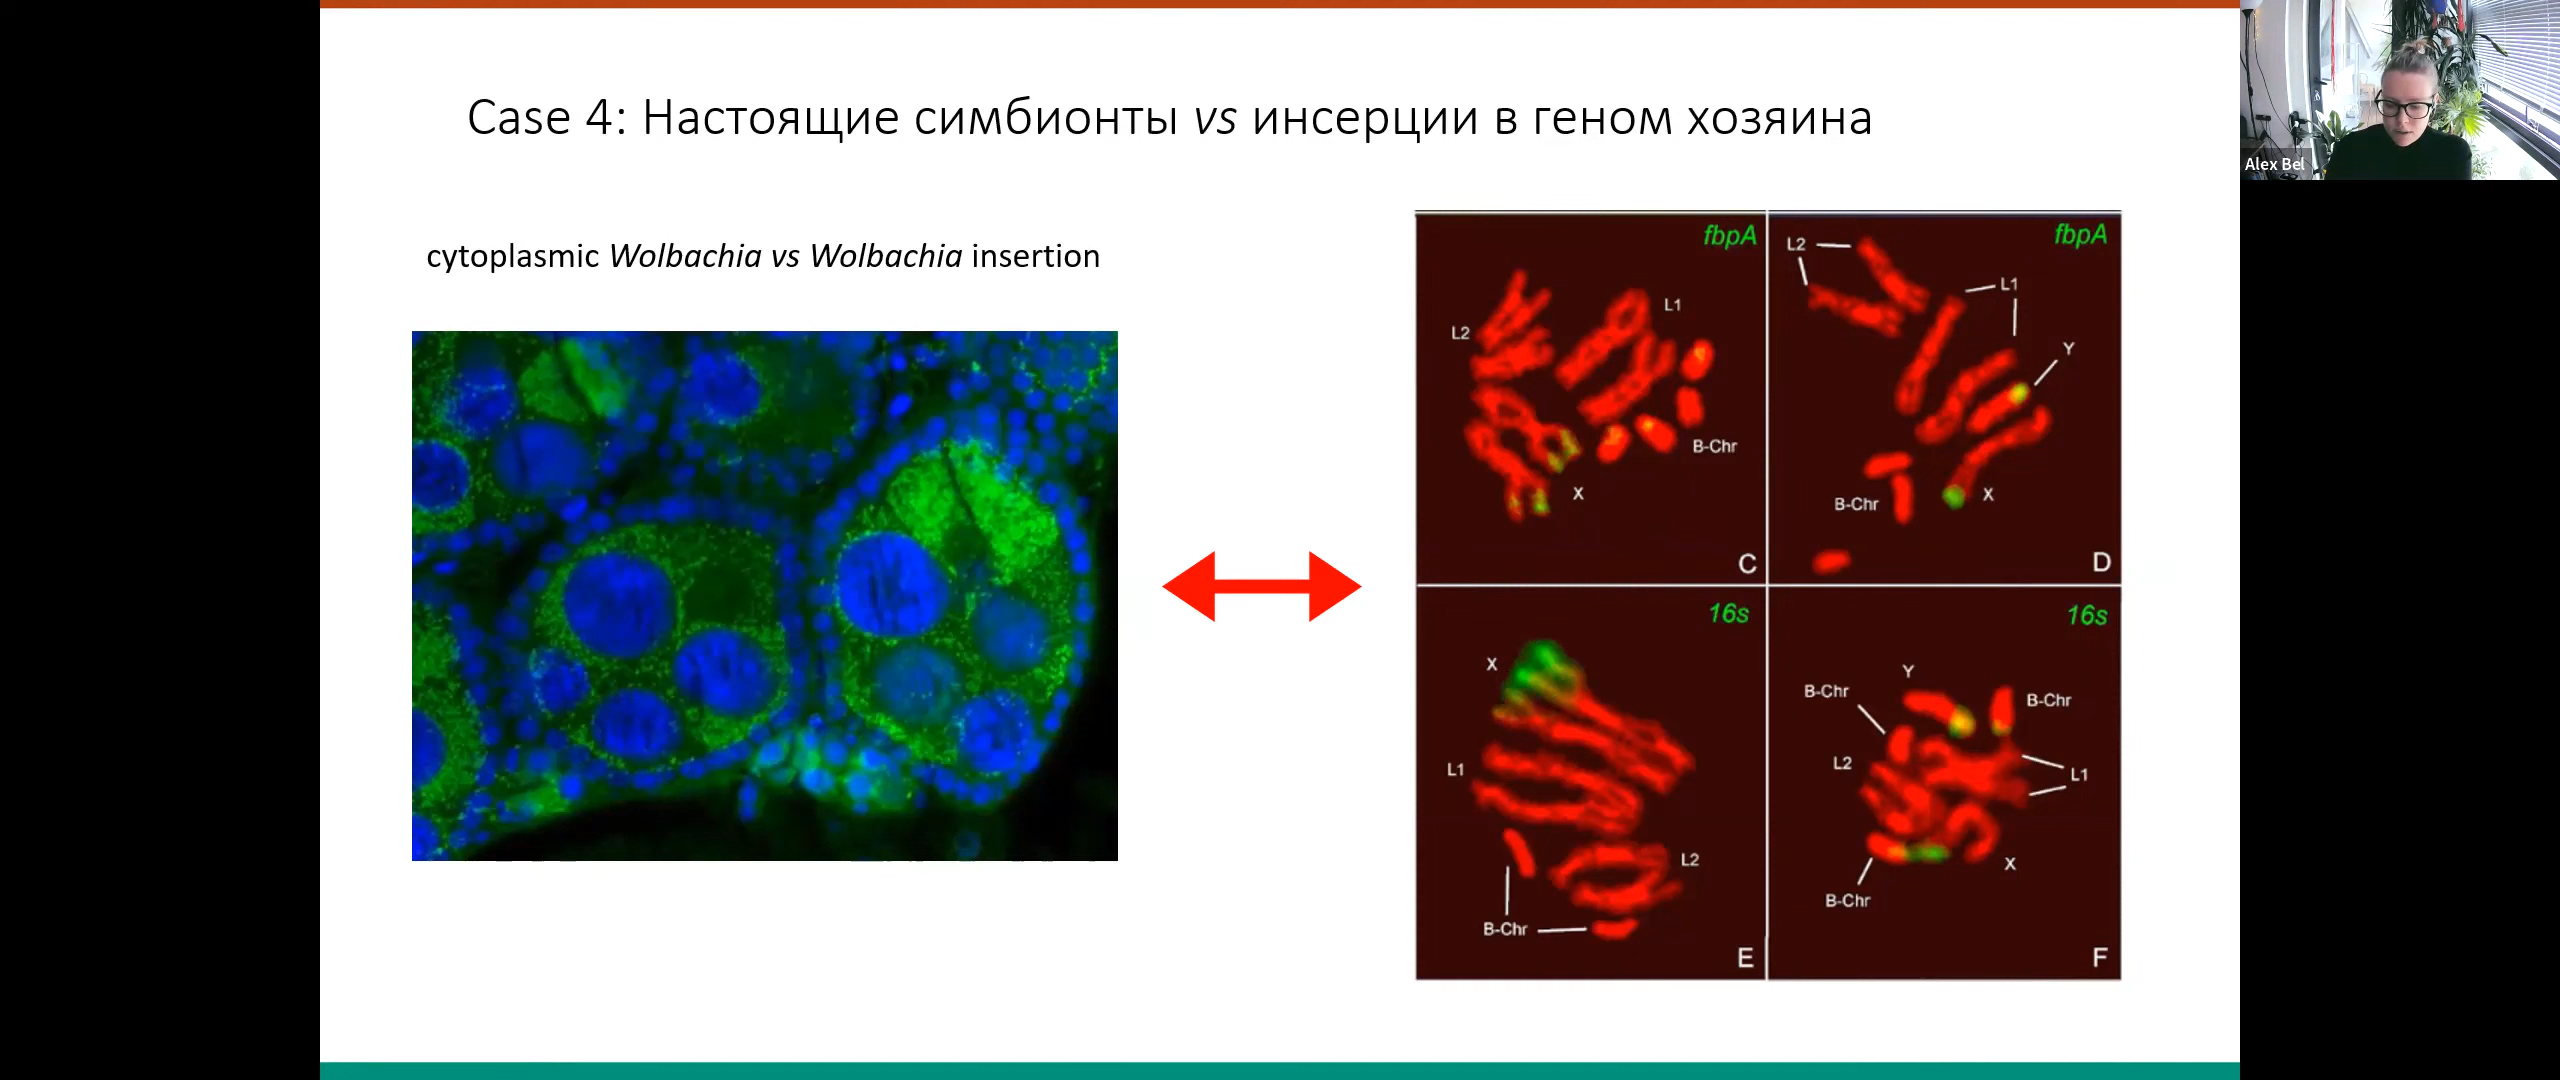 Case 4: Настоящие симбионты vs инсерции в геном хозяина
Alex Bel
cytoplasmic Wolbachia vs Wolbachia insertion
fbpA
L2
L1
B-Chr
X
C
fbpA
L2
L1
Y
B-Chr
X
D
16s
X
L1
L2
B-Chr
E
16s
Y
B-Chr
B-Chr
L2
L1
X
B-Chr
F